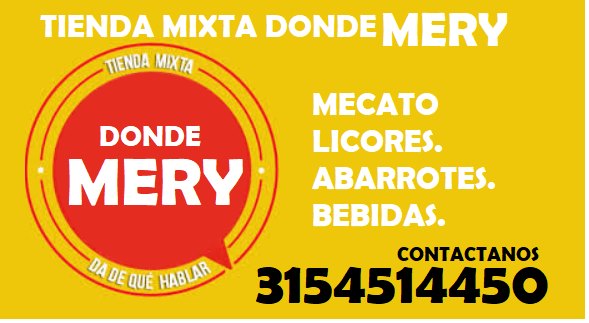 TIENDA MIXTA DONDE MERY
TIENDA MIXTA
DONDE
MERY
DA DE QUÉ HABLAR
MECATO
LICORES.
ABARROTES.
BEBIDAS.
CONTACTANOS
3154514450